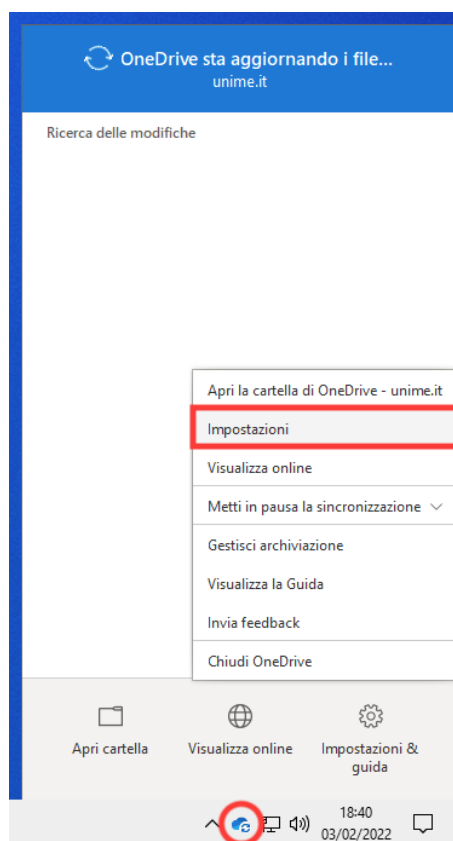 OneDrive sta aggiornando i file...
unime.it
Ricerca delle modifiche
Apri la cartella di OneDrive - unime.it
Impostazioni
Visualizza online
Metti in pausa la sincronizzazione
Gestisci archiviazione
Visualizza la Guida
Invia feedback
Chiudi OneDrive
Apri cartella
Visualizza online
Impostazioni &
guida
18:40
03/02/2022